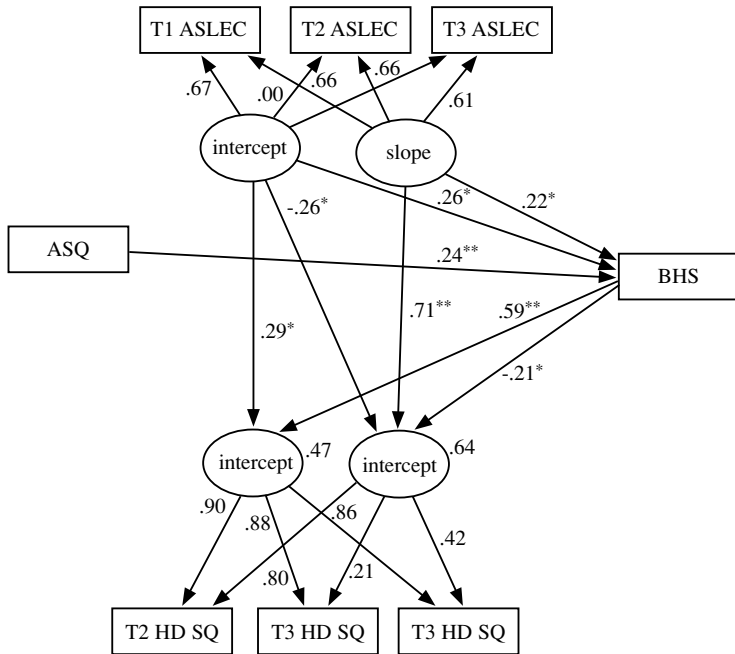 T1 ASLEC T2 ASLEC T3 ASLEC
.67 .00 .66 .66 .61
intercept slope
-.26* .26* .22*
ASQ .24** BHS
.29* .71** .59**
-.21*
intercept .47 intercept .64
.90 .88 .86 .42
.80 .21
T2 HD SQ T3 HD SQ T3 HD SQ